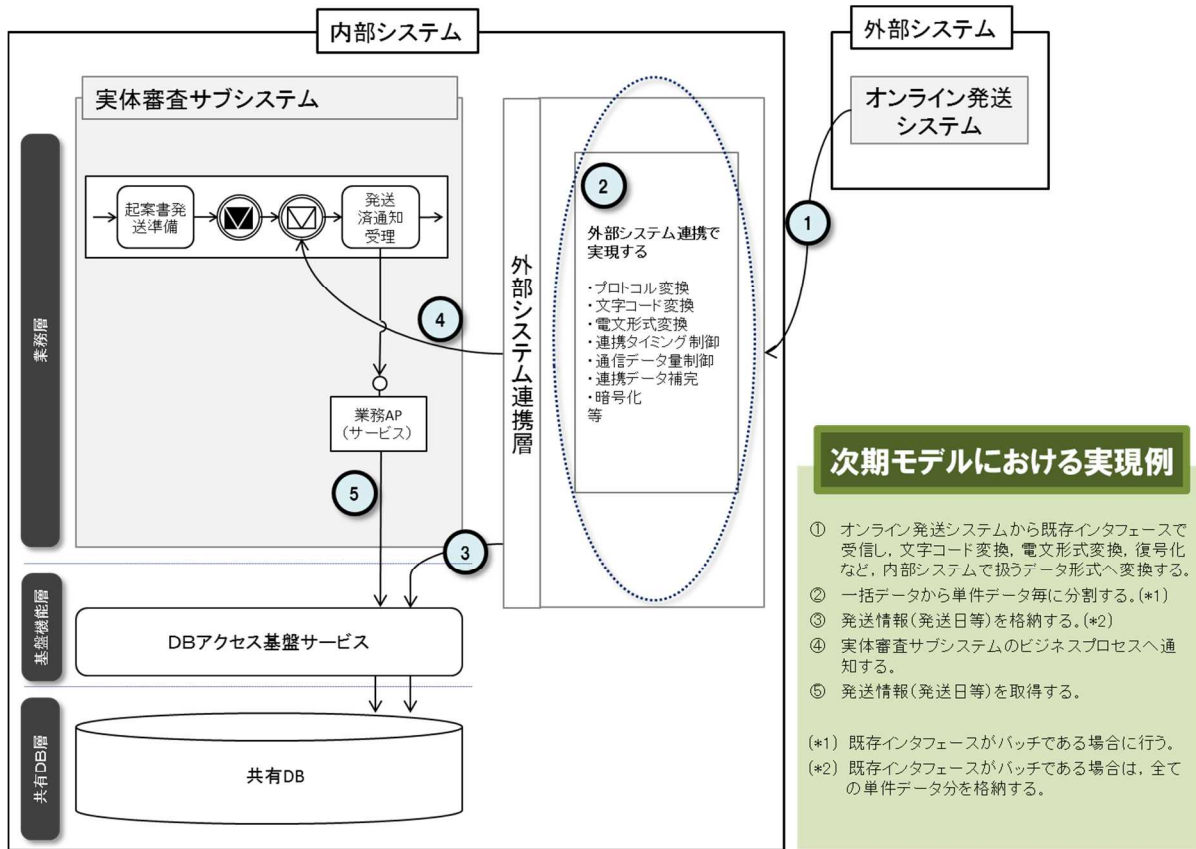 内部システム
外部システム
オンライン発送
システム
実体審査サブシステム
起案書発
送準備
発送
済通知
受理
業務AP
（サービス）
業務層
基盤機能層
共有DB層
外部システム連携層
①
②
外部システム連携で
実現する
・プロトコル変換
・文字コード変換
・電文形式変換
・連携タイミング制御
・通信データ量制御
・連携データ補完
・暗号化
等
④
⑤
③
DBアクセス基盤サービス
共有DB
次期モデルにおける実現例
① オンライン発送システムから既存インタフェースで
受信し，文字コード変換，電文形式変換，復号化
など，内部システムで扱うデータ形式へ変換する。
② 一括データから単件データ毎に分割する。(*1)
③ 発送情報(発送日等)を格納する。(*2)
④ 実体審査サブシステムのビジネスプロセスへ通
知する。
⑤ 発送情報(発送日等)を取得する。
(*1) 既存インタフェースがバッチである場合に行う。
(*2) 既存インタフェースがバッチである場合は，全て
の単件データ分を格納する。